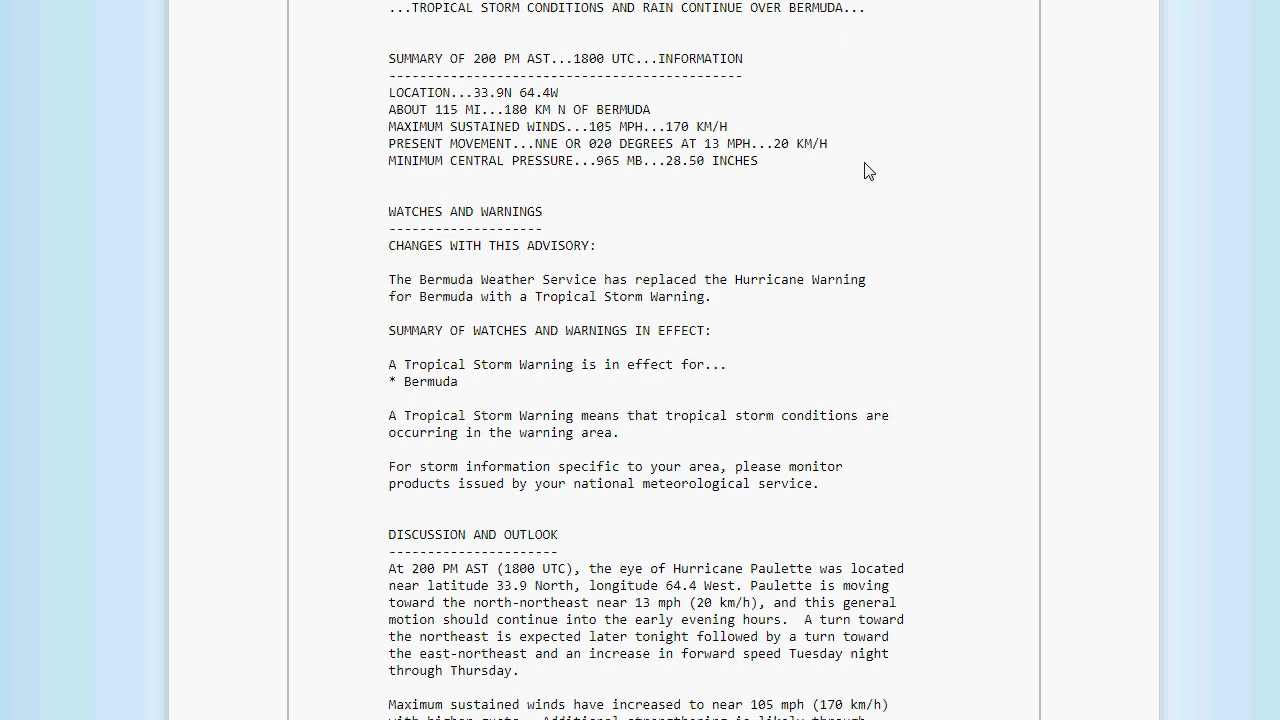 ...TROPICAL STORM CONDITIONS AND RAIN CONTINUE OVER BERMUDA...
SUMMARY OF 200 PM AST...1800 UTC...INFORMATION
----------------------------------------------
LOCATION...33.9N 64.4W
ABOUT 115 MI...180 KM N OF BERMUDA
MAXIMUM SUSTAINED WINDS...105 MPH...170 KM/H
PRESENT MOVEMENT...NNE OR 020 DEGREES AT 13 MPH...20 KM/H
MINIMUM CENTRAL PRESSURE...965 MB...28.50 INCHES
WATCHES AND WARNINGS
--------------------
CHANGES WITH THIS ADVISORY:
The Bermuda Weather Service has replaced the Hurricane Warning
for Bermuda with a Tropical Storm Warning.
SUMMARY OF WATCHES AND WARNINGS IN EFFECT:
A Tropical Storm Warning is in effect for...
* Bermuda
A Tropical Storm Warning means that tropical storm conditions are
occurring in the warning area.
For storm information specific to your area, please monitor
products issued by your national meteorological service.
DISCUSSION AND OUTLOOK
----------------------
At 200 PM AST (1800 UTC), the eye of Hurricane Paulette was located
near latitude 33.9 North, longitude 64.4 West. Paulette is moving
toward the north-northeast near 13 mph (20 km/h), and this general
motion should continue into the early evening hours.  A turn toward
the northeast is expected later tonight followed by a turn toward
the east-northeast and an increase in forward speed Tuesday night
through Thursday.
Maximum sustained winds have increased to near 105 mph (170 km/h)
with higher gusts.  Additional strengthening is likely through